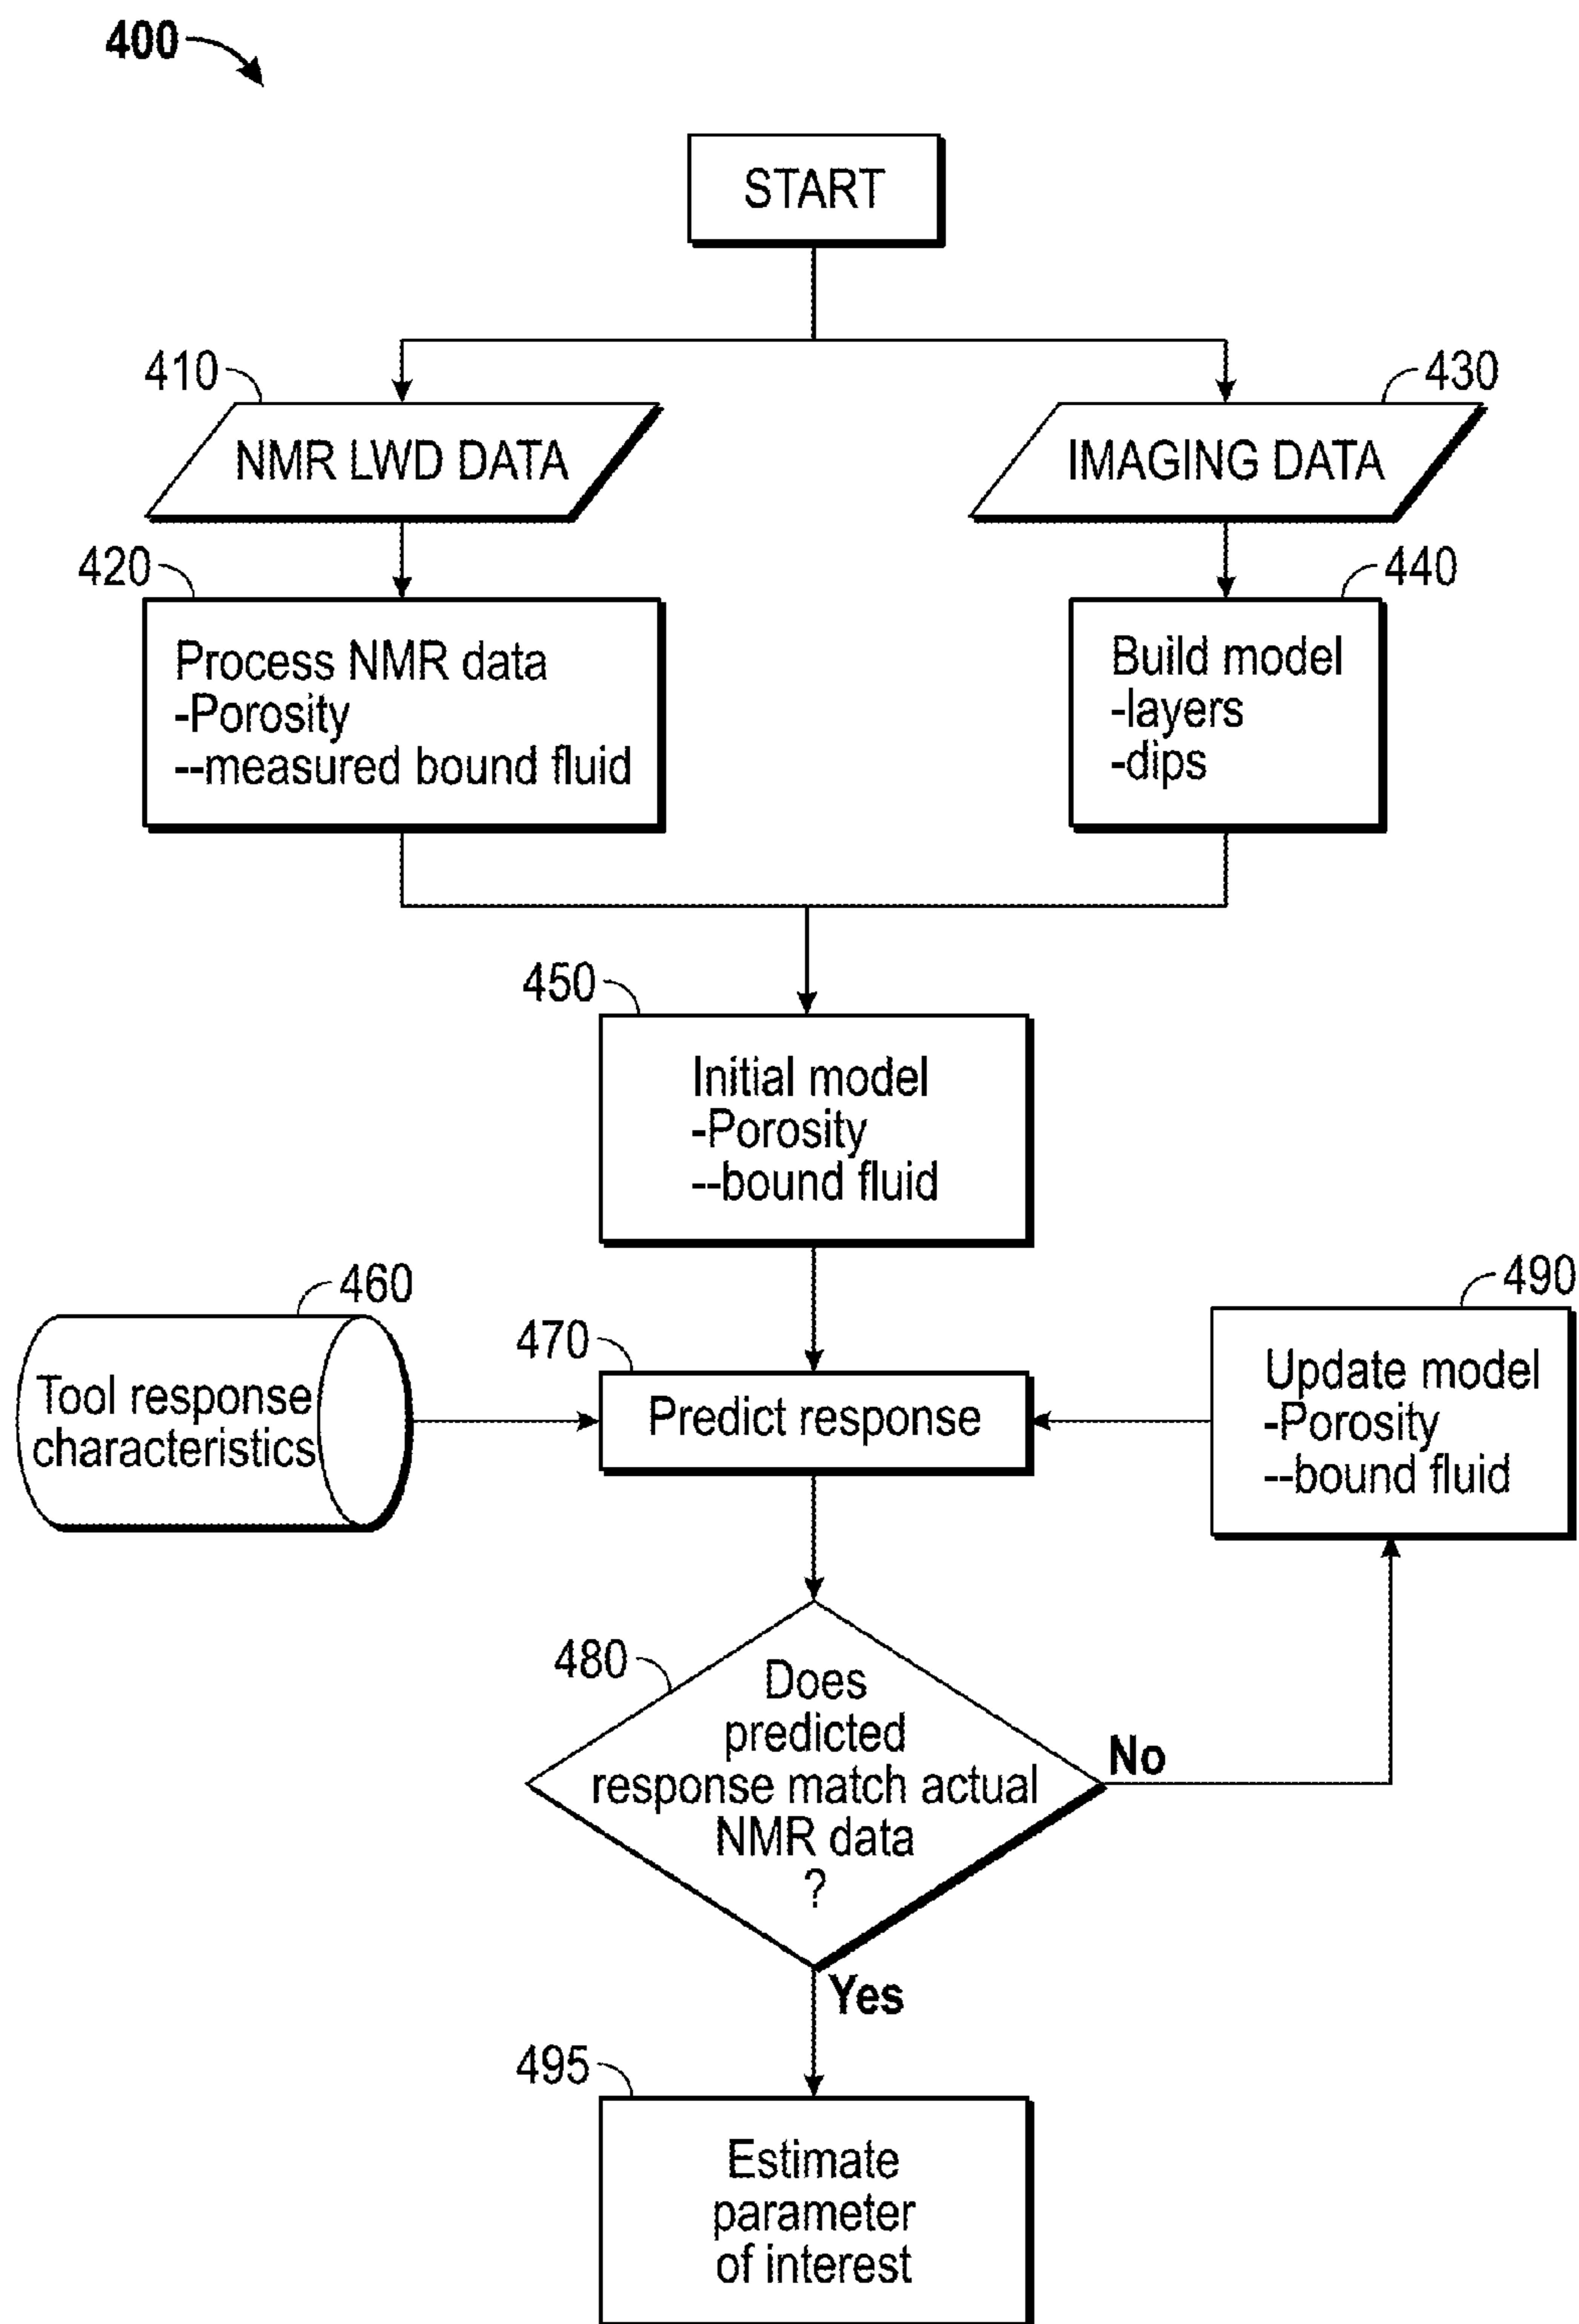 400
START
410
NMR LWD DATA
430
IMAGING DATA
420
Process NMR data
-Porosity
--measured bound fluid
440
Build model
-layers
-dips
450
Initial model
-Porosity
--bound fluid
460
Tool response
characteristics
470
Predict response
490
Update model
-Porosity
--bound fluid
480
Does
predicted
response match actual
NMR data
?
No
Yes
495
Estimate
parameter
of interest